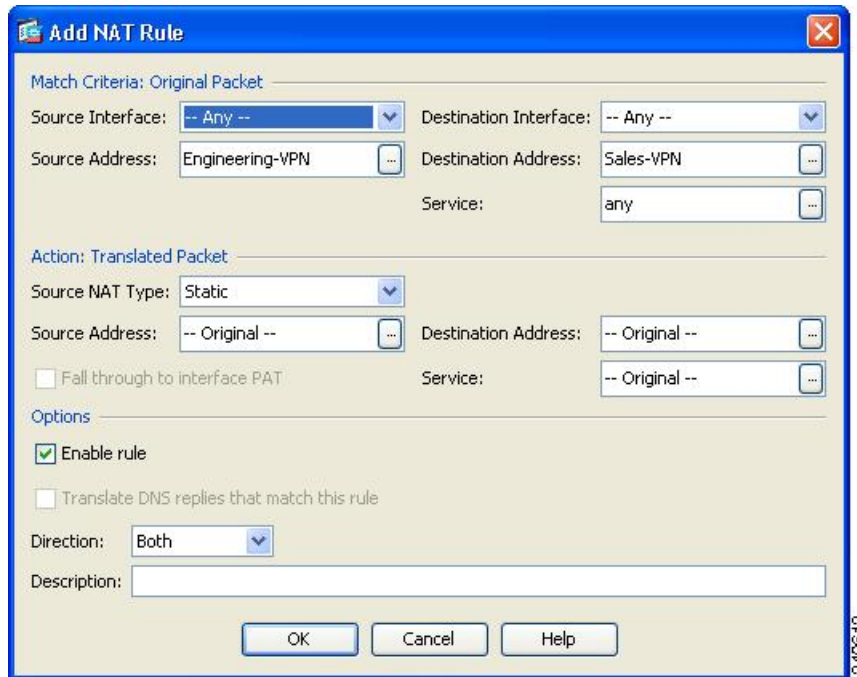 Add NAT Rule
Match Criteria: Original Packet
Source Interface: -- Any -- Destination Interface: -- Any --
Source Address: Engineering-VPN ... Destination Address: Sales-VPN ...
Service: any ...
Action: Translated Packet
Source NAT Type: Static
Source Address: -- Original -- ... Destination Address: -- Original -- ...
Fall through to interface PAT Service: -- Original -- ...
Options
Enable rule
Translate DNS replies that match this rule
Direction: Both
Description:
OK Cancel Help